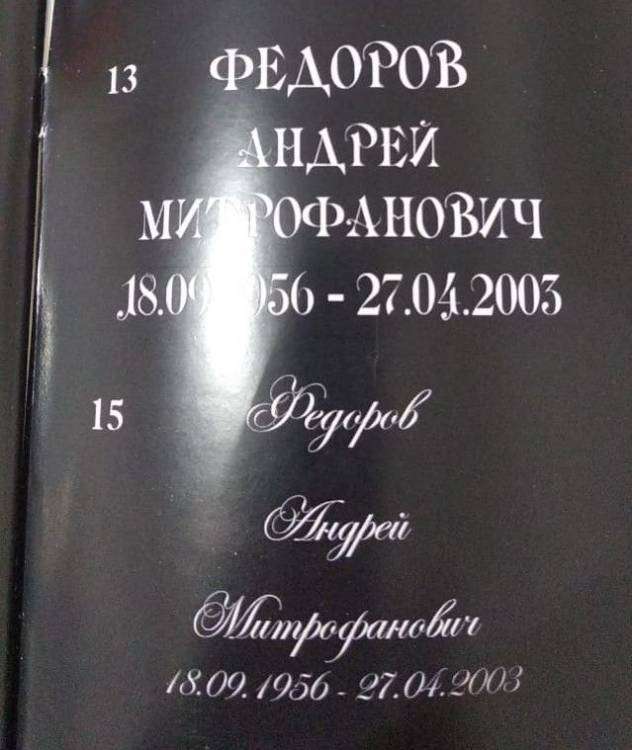 13 ФЕДОРОВ
АНДРЕЙ
МИТРОФАНОВИЧ
18.09.1956 - 27.04.2003
15 Федоров
Андрей
Митрофанович
18.09.1956 - 27.04.2003